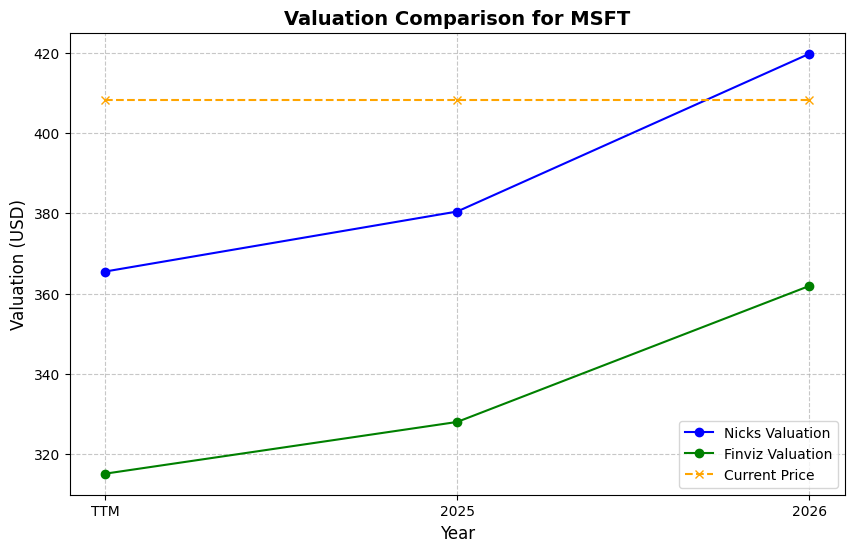 Valuation Comparison for MSFT
Valuation (USD)
420
400
380
360
340
320
TTM
2025
2026
Year
Nicks Valuation
Finviz Valuation
Current Price